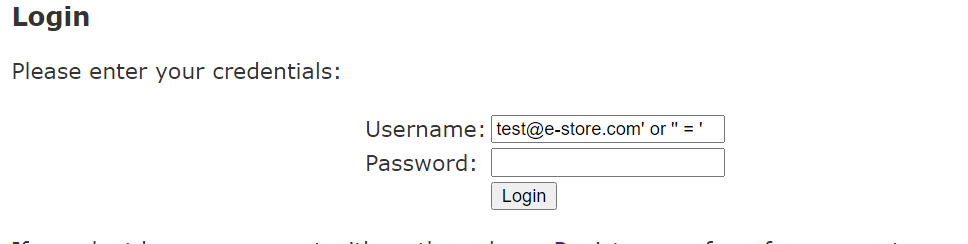 Login
Please enter your credentials:
Username: test@e-store.com' or '' = '
Password:
Login